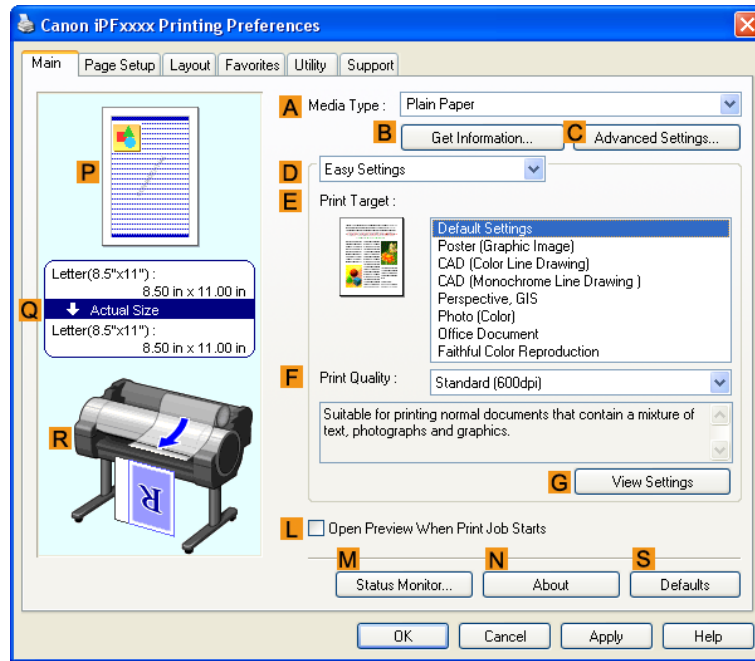 Canon iPFxxxx Printing Preferences
Main Page Setup Layout Favorites Utility Support
A Media Type : Plain Paper
B Get Information... C Advanced Settings...
D Easy Settings
E Print Target :
Default Settings
Poster (Graphic Image)
CAD (Color Line Drawing)
CAD (Monochrome Line Drawing )
Perspective, GIS
Photo (Color)
Office Document
Faithful Color Reproduction
F Print Quality : Standard (600dpi)
Suitable for printing normal documents that contain a mixture of
text, photographs and graphics.
G View Settings
P
Letter(8.5"x11") :
8.50 in x 11.00 in
Q Actual Size
Letter(8.5"x11") :
8.50 in x 11.00 in
R
R
L Open Preview When Print Job Starts
M N S
Status Monitor... About Defaults
OK Cancel Apply Help